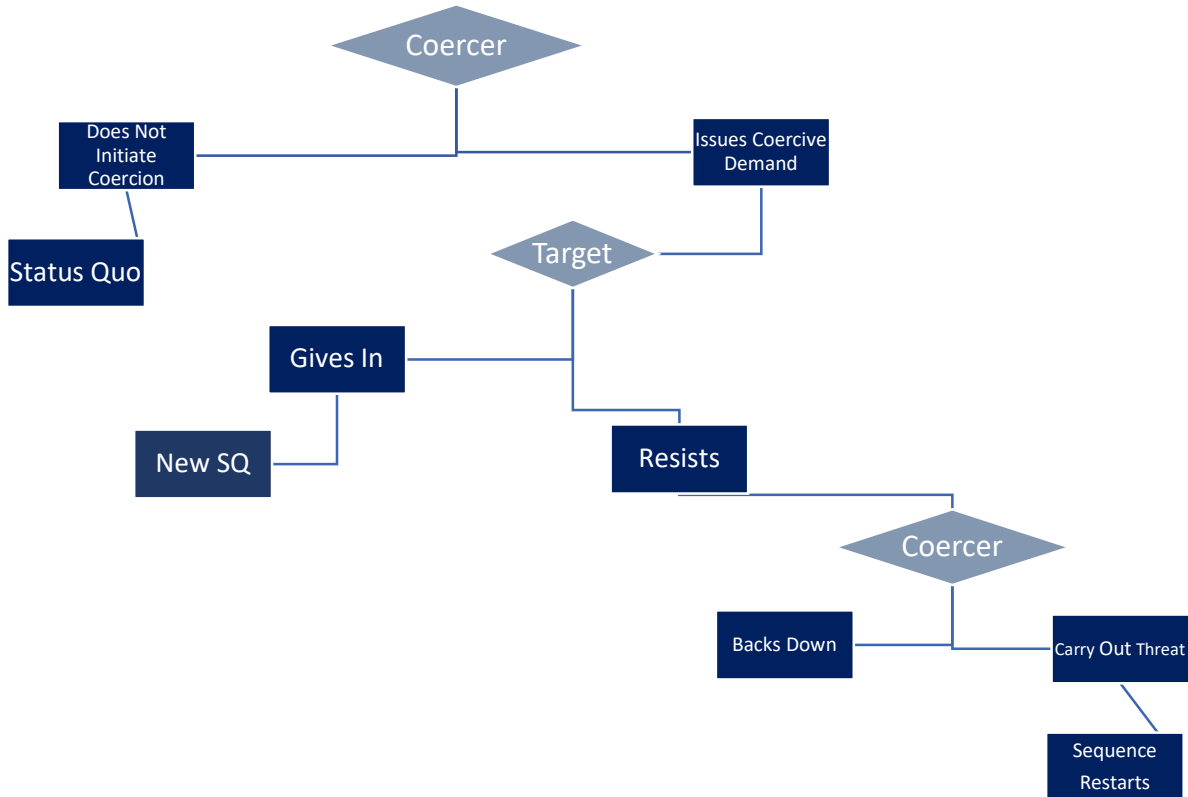 Coercer
Does Not
Initiate
Coercion
Issues Coercive
Demand
Status Quo
Target
Gives In
New SQ
Resists
Coercer
Backs Down
Carry Out Threat
Sequence
Restarts